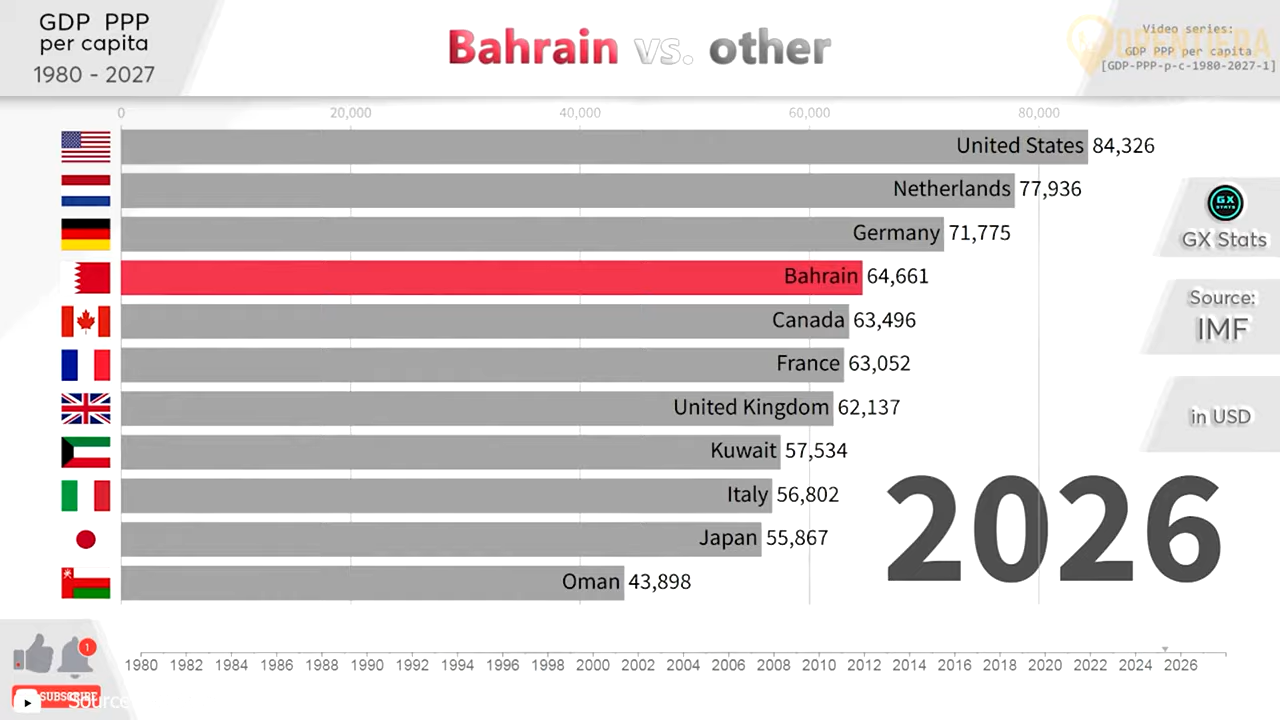 GDP PPP
per capita
1980 - 2027
Bahrain vs. other
Video series:
GDP PPP per capita
[GDP-PPP-p-c-1980-2027-1]
0 20,000 40,000 60,000 80,000
United States 84,326
Netherlands 77,936
Germany 71,775
Bahrain 64,661
Canada 63,496
France 63,052
United Kingdom 62,137
Kuwait 57,534
Italy 56,802
Japan 55,867
Oman 43,898
GX
STATS
GX Stats
Source:
IMF
in USD
2026
1
1980 1982 1984 1986 1988 1990 1992 1994 1996 1998 2000 2002 2004 2006 2008 2010 2012 2014 2016 2018 2020 2022 2024 2026
SUBSCRIBE
Source